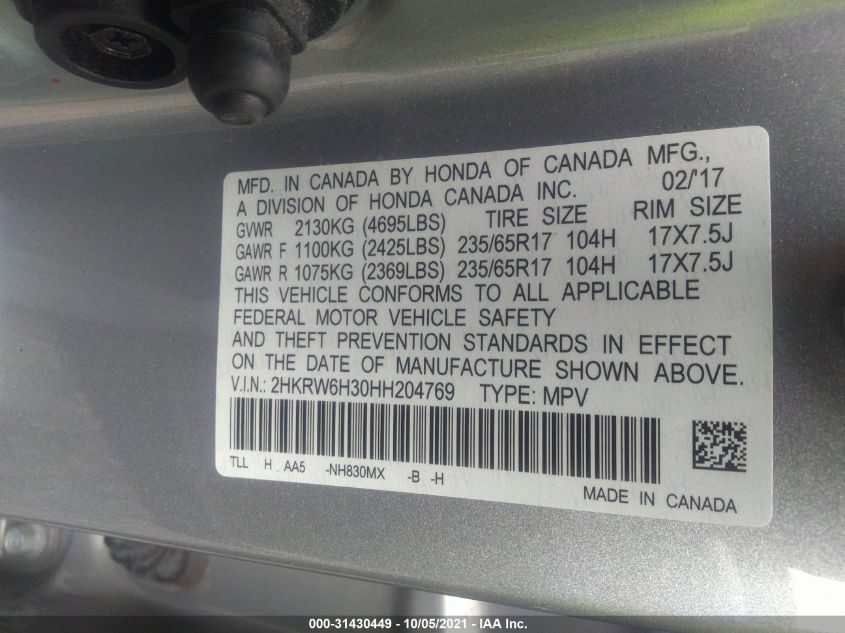 MFD. IN CANADA BY HONDA OF CANADA MFG.,
A DIVISION OF HONDA CANADA INC. 02/'17
GVWR 2130KG (4695LBS) TIRE SIZE RIM SIZE
GAWR F 1100KG (2425LBS) 235/65R17 104H 17X7.5J
GAWR R 1075KG (2369LBS) 235/65R17 104H 17X7.5J
THIS VEHICLE CONFORMS TO ALL APPLICABLE
FEDERAL MOTOR VEHICLE SAFETY
AND THEFT PREVENTION STANDARDS IN EFFECT
ON THE DATE OF MANUFACTURE SHOWN ABOVE.
V.I.N.: 2HKRW6H30HH204769 TYPE: MPV
TLL H AA5 -NH830MX -B -H
MADE IN CANADA
000-31430449 - 10/05/2021 - IAA Inc.